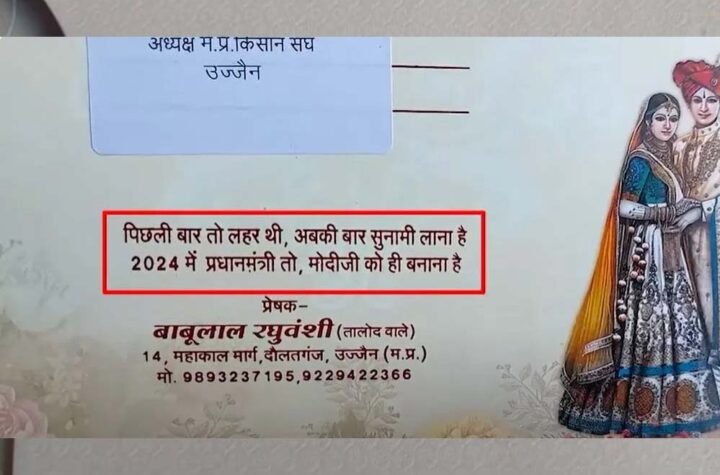 अध्यक्ष म.प्र.किसान संघ
उज्जैन
पिछली बार तो लहर थी, अबकी बार सुनामी लाना है
2024 में प्रधानमंत्री तो, मोदीजी को ही बनाना है
प्रेषक–
बाबूलाल रघुवंशी (तालोद वाले)
14, महाकाल मार्ग,दौलतगंज, उज्जैन (म.प्र.)
मो. 9893237195,9229422366